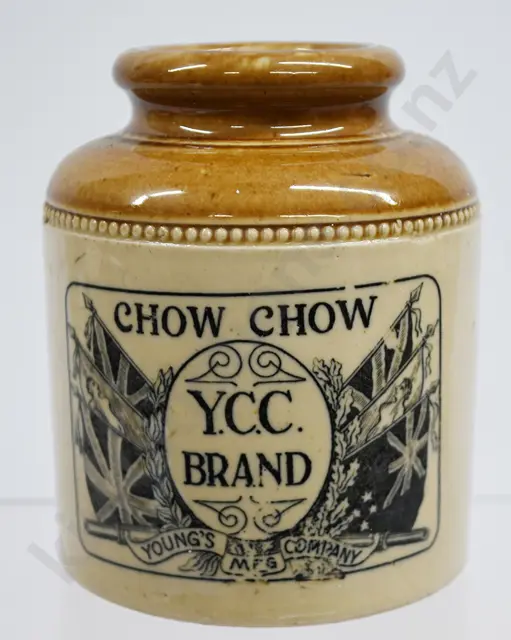 CHOW CHOW
Y.C.C.
BRAND
YOUNG'S MFG COMPANY